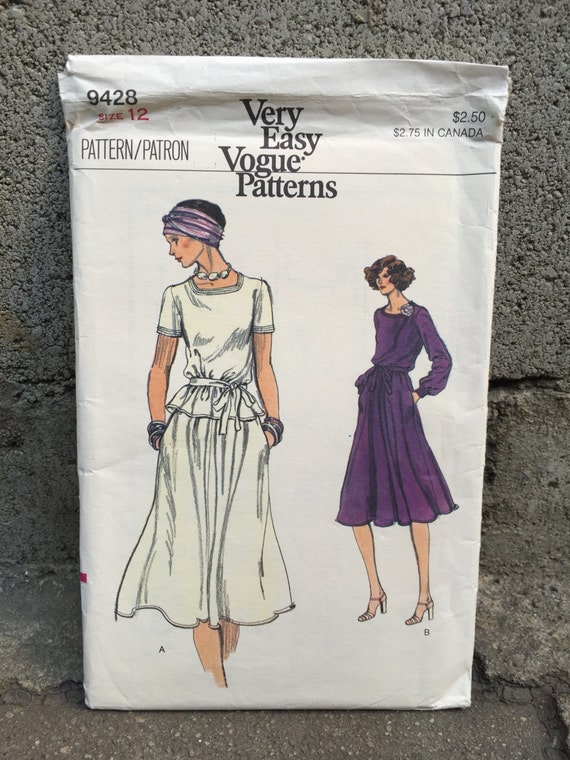 9428
SIZE 12
PATTERN/PATRON
Very
Easy
Vogue
Patterns
$2.50
$2.75 IN CANADA
A
B